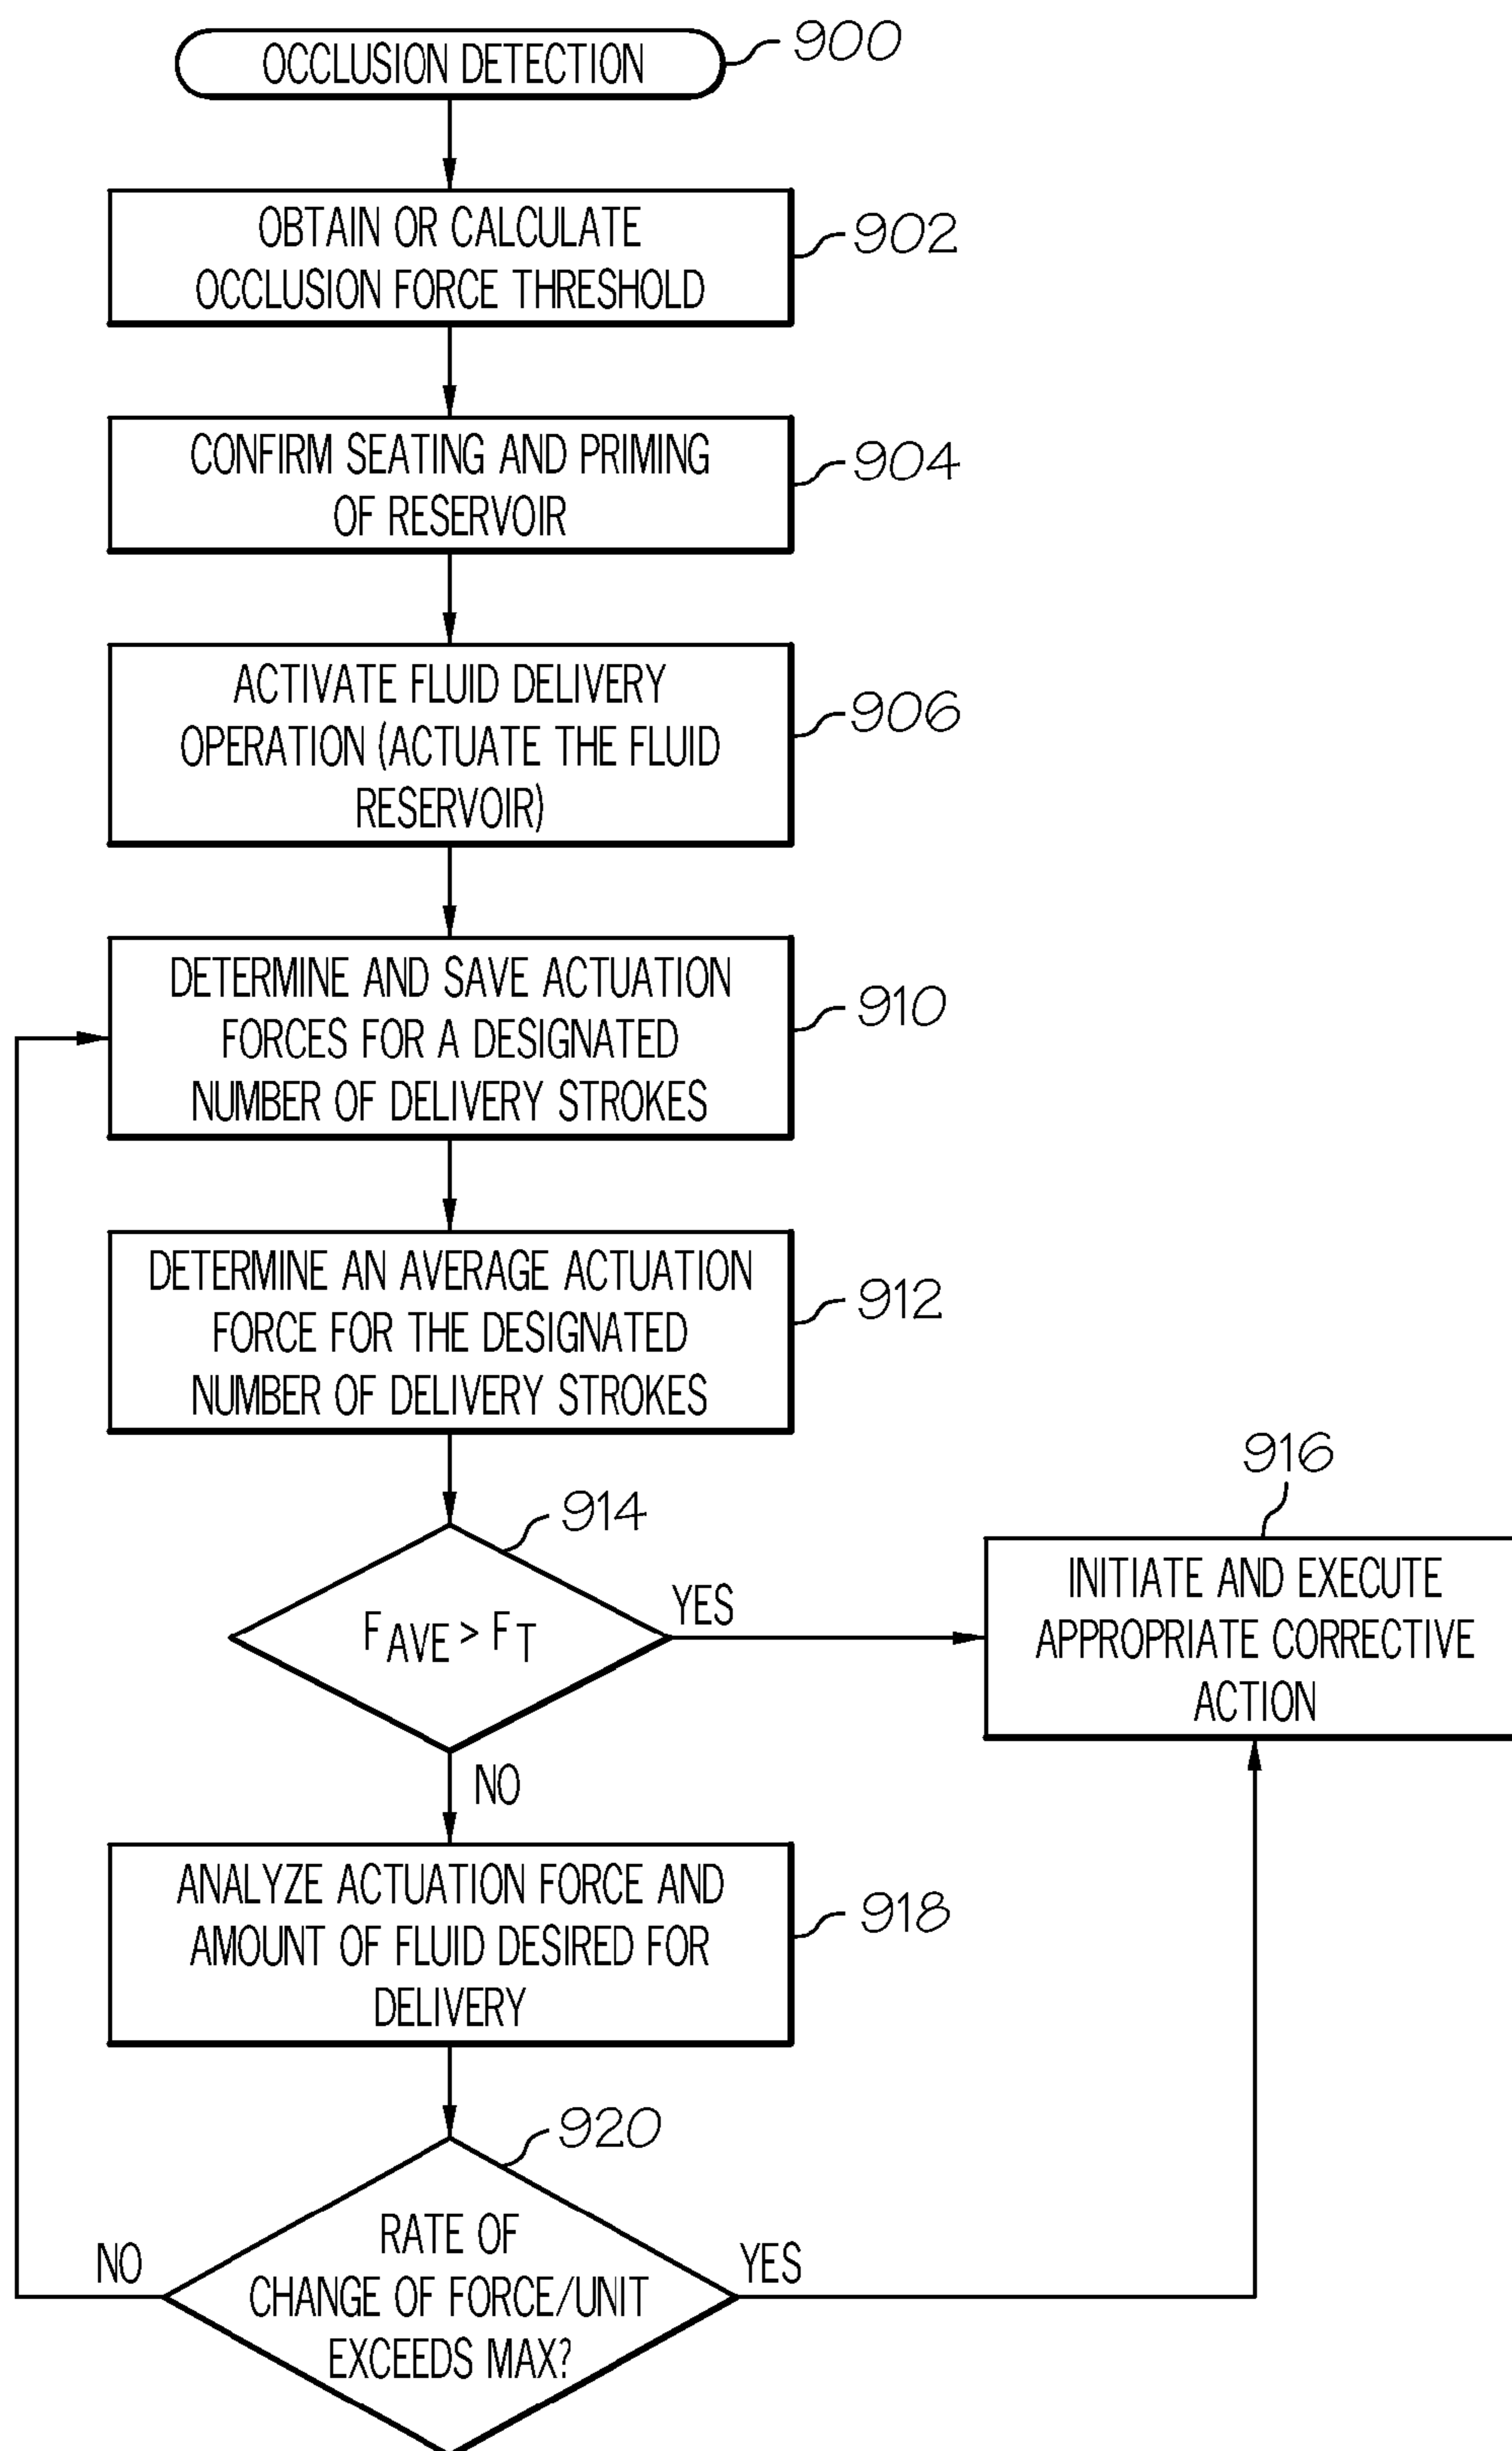 OCCLUSION DETECTION
900
OBTAIN OR CALCULATE
OCCLUSION FORCE THRESHOLD
902
CONFIRM SEATING AND PRIMING
OF RESERVOIR
904
ACTIVATE FLUID DELIVERY
OPERATION (ACTUATE THE FLUID
RESERVOIR)
906
DETERMINE AND SAVE ACTUATION
FORCES FOR A DESIGNATED
NUMBER OF DELIVERY STROKES
910
DETERMINE AN AVERAGE ACTUATION
FORCE FOR THE DESIGNATED
NUMBER OF DELIVERY STROKES
912
914
F AVE > F T
YES
916
INITIATE AND EXECUTE
APPROPRIATE CORRECTIVE
ACTION
NO
ANALYZE ACTUATION FORCE AND
AMOUNT OF FLUID DESIRED FOR
DELIVERY
918
920
RATE OF
CHANGE OF FORCE/UNIT
EXCEEDS MAX?
NO
YES